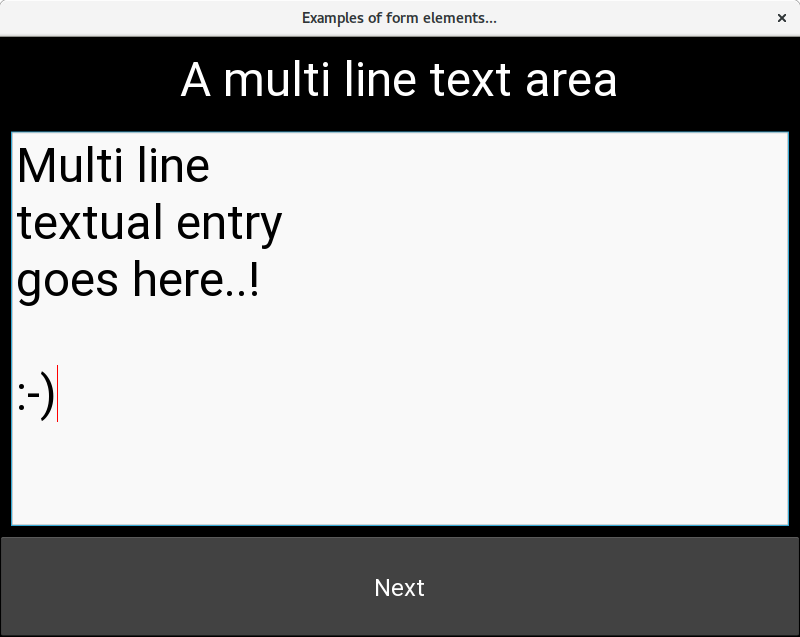 Examples of form elements...
A multi line text area
Multi line
textual entry
goes here..!
:-)
Next